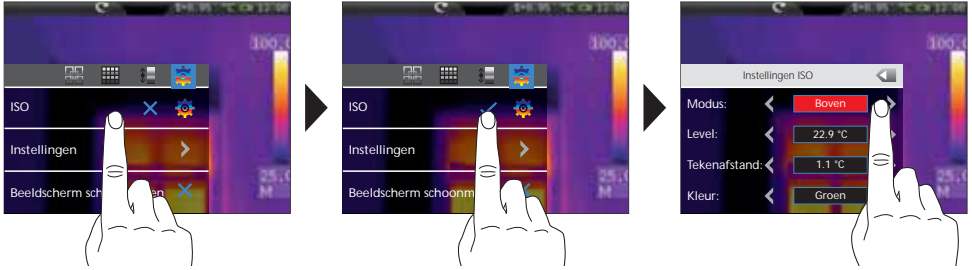 ISO
Instellingen
Beeldscherm sch en
M
ISO
Instellingen
Beeldscherm schoonm
M
Instellingen ISO
Modus: Boven
Level: 22.9 °C
Tekenafstand: 1.1 °C
Kleur: Groen
M